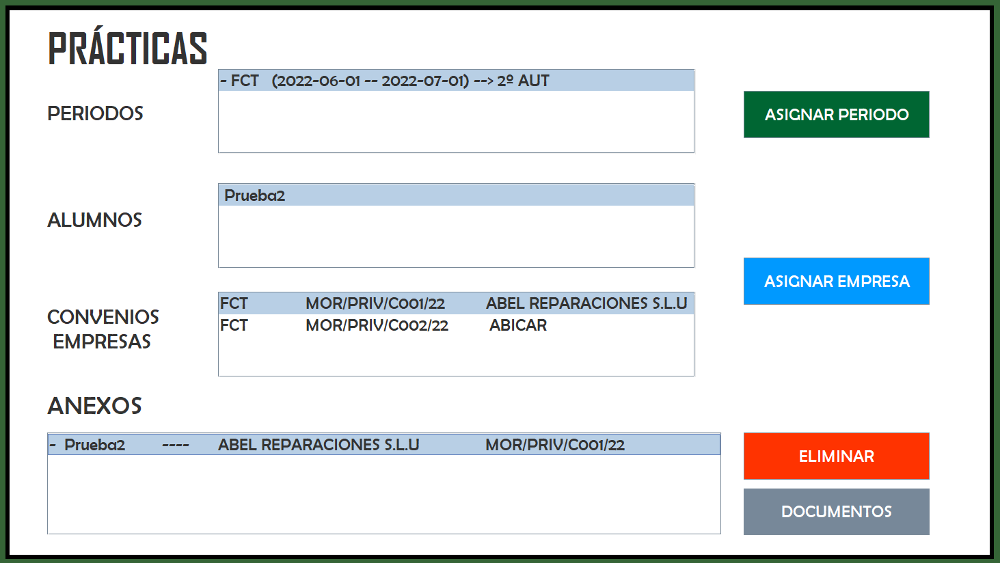 PRÁCTICAS
- FCT (2022-06-01 -- 2022-07-01) --> 2º AUT
PERIODOS
ASIGNAR PERIODO
Prueba2
ALUMNOS
ASIGNAR EMPRESA
CONVENIOS
EMPRESAS
FCT MOR/PRIV/C001/22 ABEL REPARACIONES S.L.U
FCT MOR/PRIV/C002/22 ABICAR
ANEXOS
- Prueba2 ---- ABEL REPARACIONES S.L.U MOR/PRIV/C001/22
ELIMINAR
DOCUMENTOS